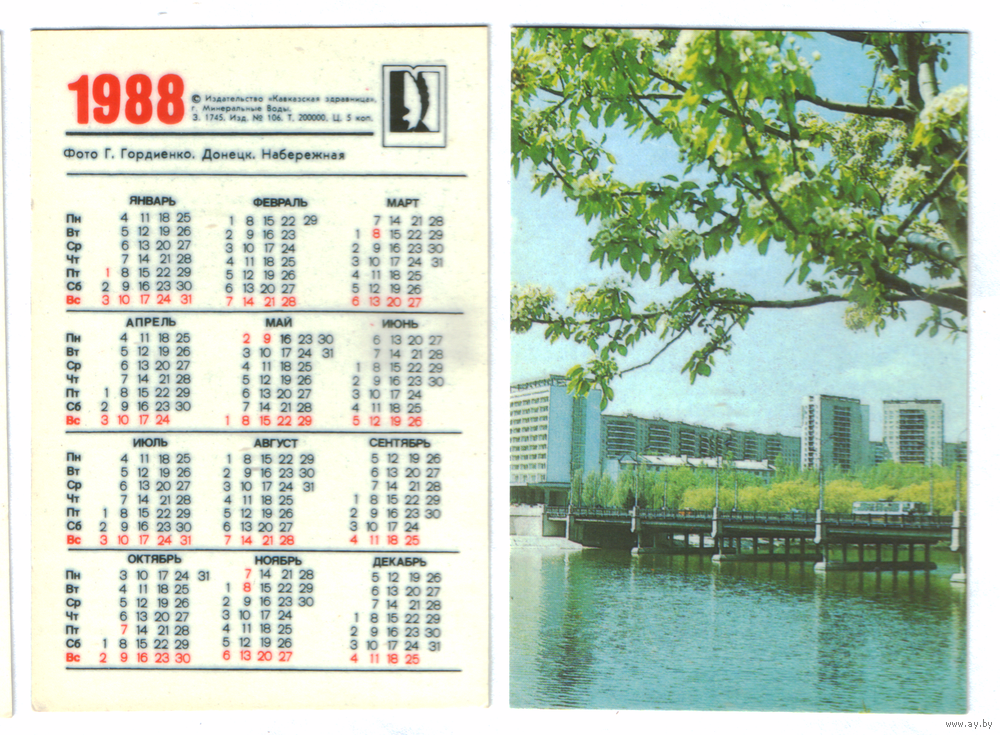 1988
© Издательство «Кавказская здравница»,
г. Минеральные Воды.
З. 1745. Изд. № 106. Т. 200000. Ц. 5 коп.
Фото Г. Гордиенко. Донецк. Набережная
ЯНВАРЬ ФЕВРАЛЬ МАРТ
Пн 4 11 18 25 1 8 15 22 29 7 14 21 28
Вт 5 12 19 26 2 9 16 23 1 8 15 22 29
Ср 6 13 20 27 3 10 17 24 2 9 16 23 30
Чт 7 14 21 28 4 11 18 25 3 10 17 24 31
Пт 1 8 15 22 29 5 12 19 26 4 11 18 25
Сб 2 9 16 23 30 6 13 20 27 5 12 19 26
Вс 3 10 17 24 31 7 14 21 28 6 13 20 27
АПРЕЛЬ МАЙ ИЮНЬ
Пн 4 11 18 25 2 9 16 23 30 6 13 20 27
Вт 5 12 19 26 3 10 17 24 31 7 14 21 28
Ср 6 13 20 27 4 11 18 25 1 8 15 22 29
Чт 7 14 21 28 5 12 19 26 2 9 16 23 30
Пт 1 8 15 22 29 6 13 20 27 3 10 17 24
Сб 2 9 16 23 30 7 14 21 28 4 11 18 25
Вс 3 10 17 24 1 8 15 22 29 5 12 19 26
ИЮЛЬ АВГУСТ СЕНТЯБРЬ
Пн 4 11 18 25 1 8 15 22 29 5 12 19 26
Вт 5 12 19 26 2 9 16 23 30 6 13 20 27
Ср 6 13 20 27 3 10 17 24 31 7 14 21 28
Чт 7 14 21 28 4 11 18 25 1 8 15 22 29
Пт 1 8 15 22 29 5 12 19 26 2 9 16 23 30
Сб 2 9 16 23 30 6 13 20 27 3 10 17 24
Вс 3 10 17 24 31 7 14 21 28 4 11 18 25
ОКТЯБРЬ НОЯБРЬ ДЕКАБРЬ
Пн 3 10 17 24 31 7 14 21 28 5 12 19 26
Вт 4 11 18 25 1 8 15 22 29 6 13 20 27
Ср 5 12 19 26 2 9 16 23 30 7 14 21 28
Чт 6 13 20 27 3 10 17 24 1 8 15 22 29
Пт 7 14 21 28 4 11 18 25 2 9 16 23 30
Сб 1 8 15 22 29 5 12 19 26 3 10 17 24 31
Вс 2 9 16 23 30 6 13 20 27 4 11 18 25
www.ay.by